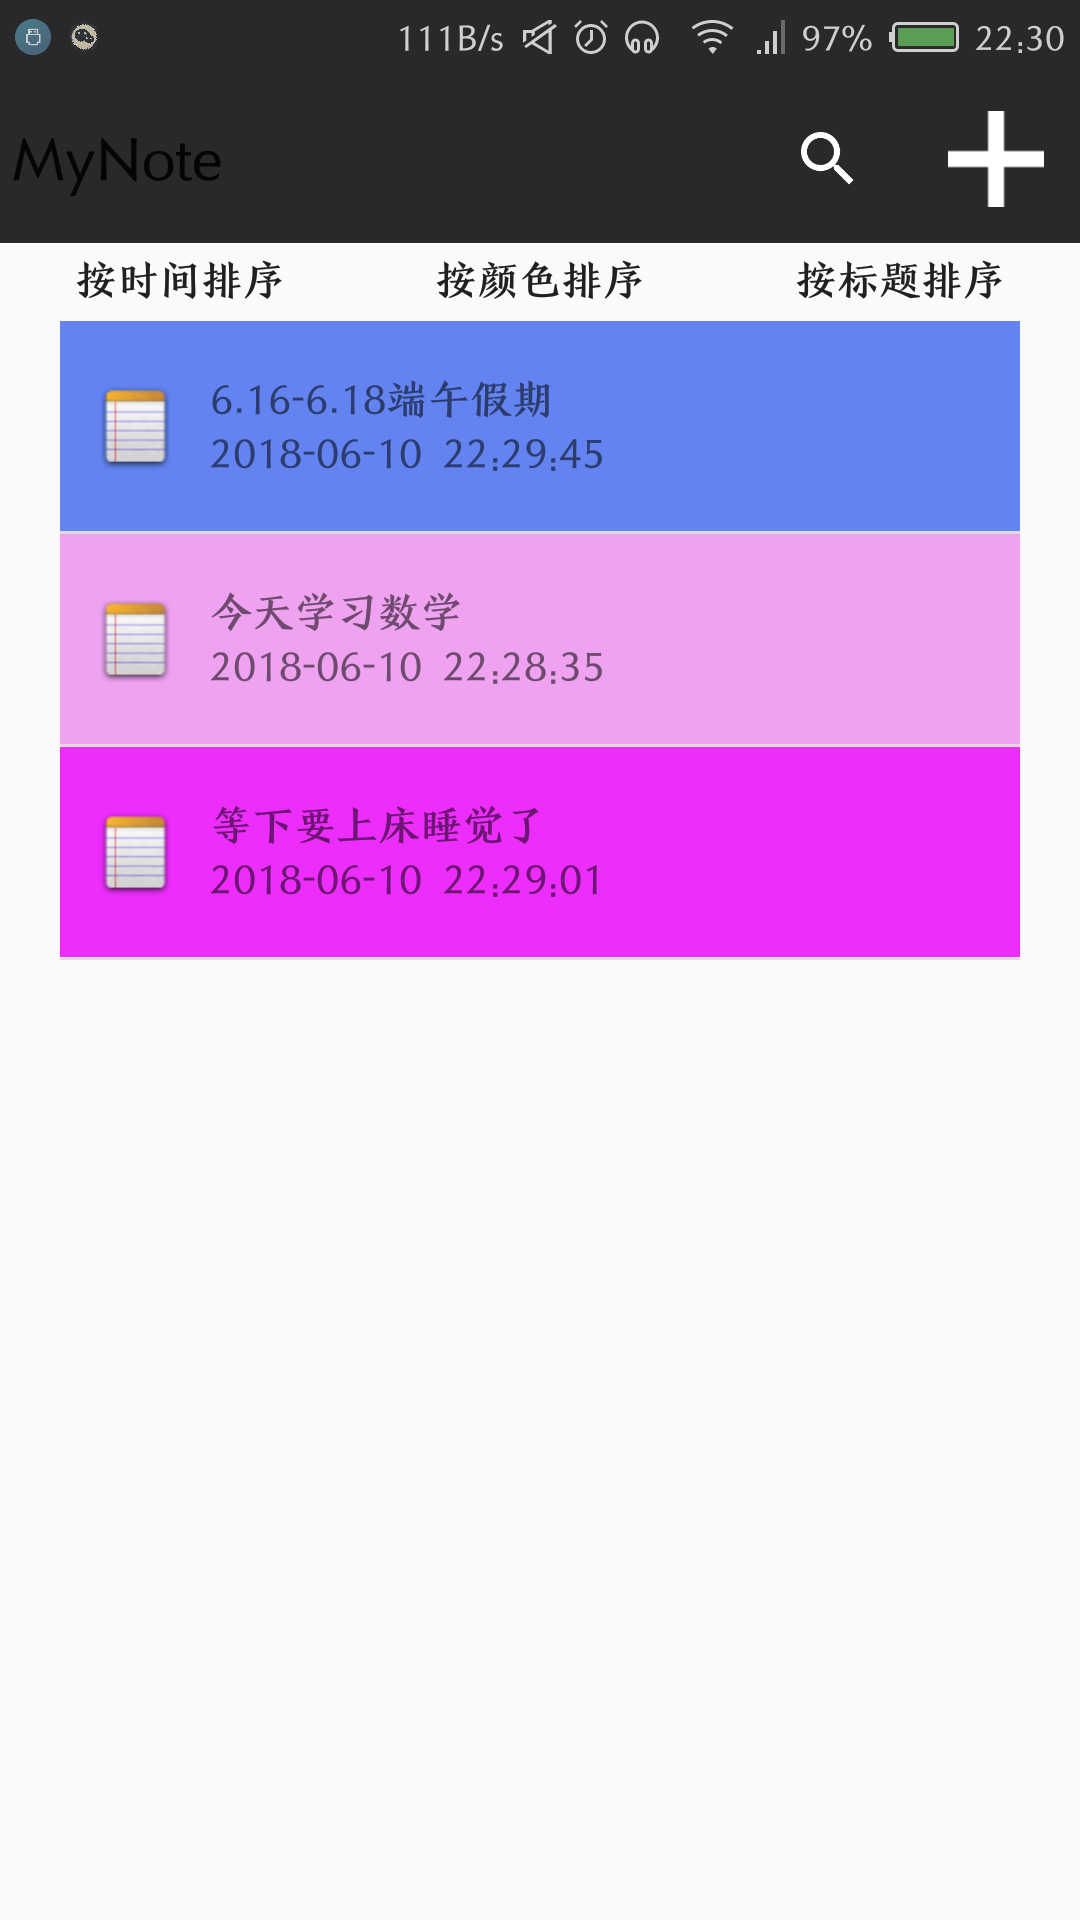 111B/s 97% 22:30
MyNote
按时间排序 按颜色排序 按标题排序
6.16-6.18端午假期
2018-06-10 22:29:45
今天学习数学
2018-06-10 22:28:35
等下要上床睡觉了
2018-06-10 22:29:01